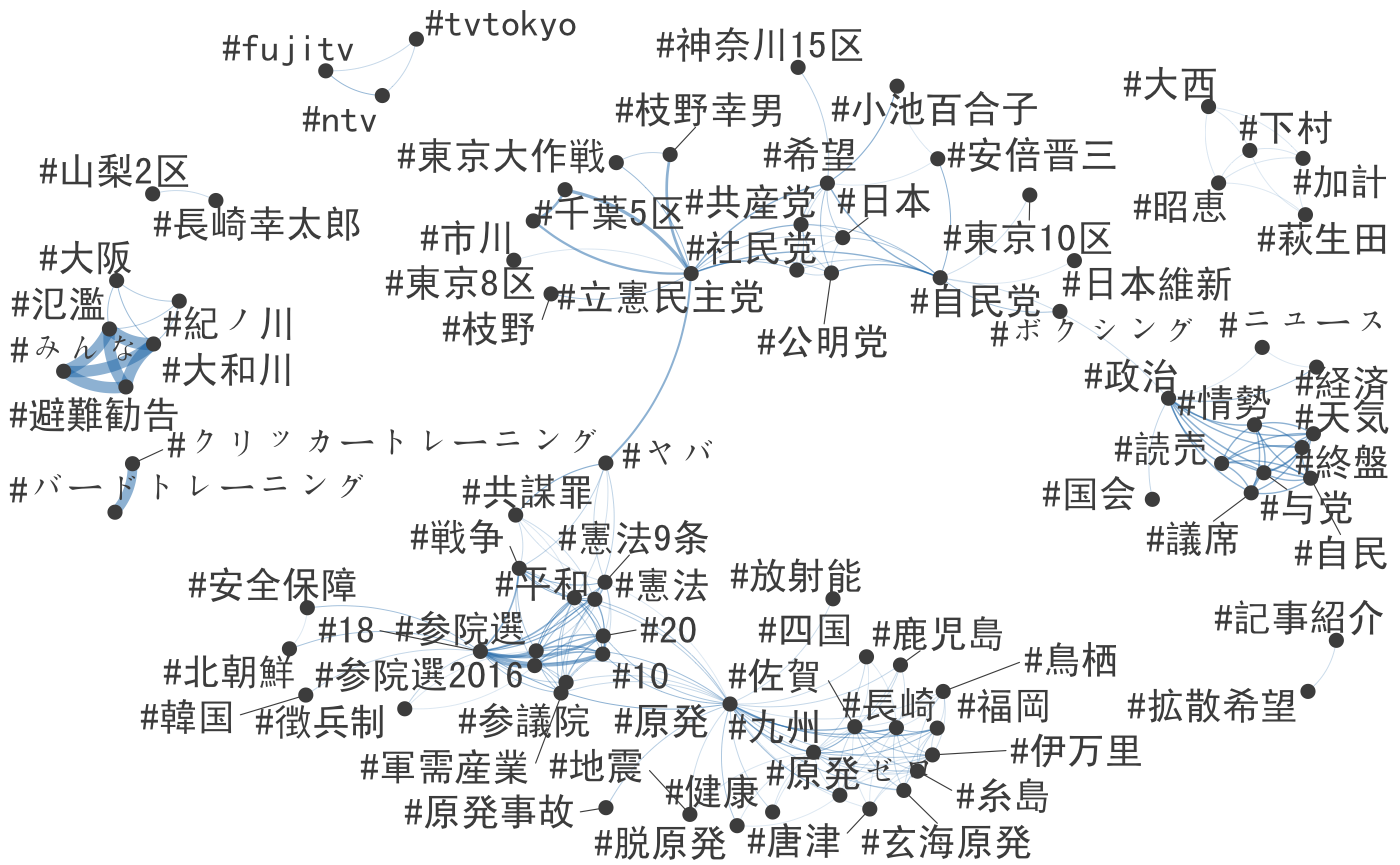 #tvtokyo
#fujitv
#ntv
#神奈川15区
#小池百合子
#枝野幸男
#東京大作戦
#希望
#安倍晋三
#大西
#下村
#加計
#昭恵
#萩生田
#山梨2区
#長崎幸太郎
#千葉5区
#共産党
#日本
#市川
#社民党
#東京10区
#東京8区
#立憲民主党
#自民党
#日本維新
#枝野
#公明党
#ボクシング
#ニュース
#大阪
#氾濫
#紀ノ川
#みんな
#大和川
#避難勧告
#政治
#経済
#情勢
#天気
#読売
#終盤
#国会
#与党
#議席
#自民
#クリッカートレーニング
#バードトレーニング
#ヤバ
#共謀罪
#戦争
#憲法9条
#平和
#憲法
#放射能
#安全保障
#18
#参院選
#20
#四国
#鹿児島
#記事紹介
#北朝鮮
#参院選2016
#10
#佐賀
#鳥栖
#韓国
#徴兵制
#参議院
#原発
#九州
#長崎
#福岡
#拡散希望
#軍需産業
#地震
#原発ゼロ
#伊万里
#原発事故
#健康
#糸島
#脱原発
#唐津
#玄海原発